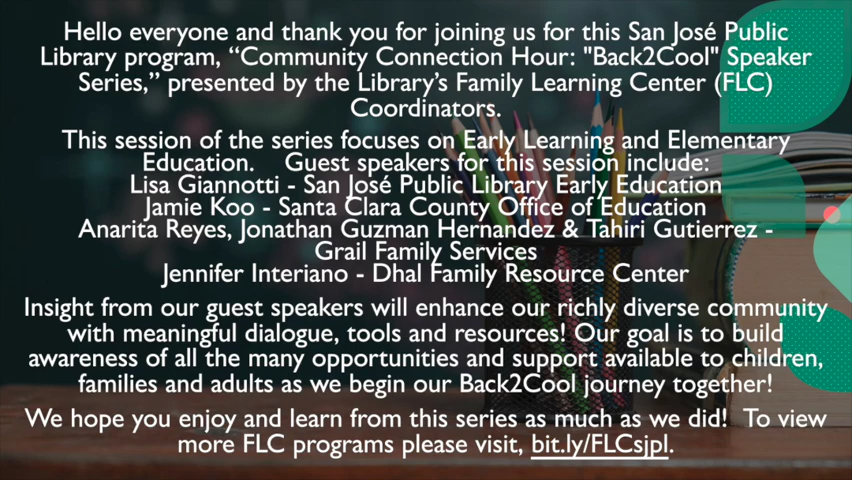 Hello everyone and thank you for joining us for this San José Public
Library program, “Community Connection Hour: "Back2Cool" Speaker
Series,” presented by the Library’s Family Learning Center (FLC)
Coordinators.
This session of the series focuses on Early Learning and Elementary
Education. Guest speakers for this session include:
Lisa Giannotti - San José Public Library Early Education
Jamie Koo - Santa Clara County Office of Education
Anarita Reyes, Jonathan Guzman Hernandez & Tahiri Gutierrez -
Grail Family Services
Jennifer Interiano - Dhal Family Resource Center
Insight from our guest speakers will enhance our richly diverse community
with meaningful dialogue, tools and resources! Our goal is to build
awareness of all the many opportunities and support available to children,
families and adults as we begin our Back2Cool journey together!
We hope you enjoy and learn from this series as much as we did! To view
more FLC programs please visit, bit.ly/FLCsjpl.